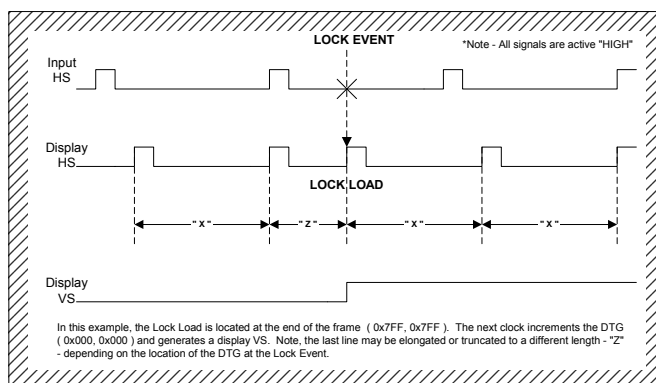 LOCK EVENT
*Note - All signals are active "HIGH"
Input
HS
Display
HS
LOCK LOAD
"X" "Z" "X" "X"
Display
VS
In this example, the Lock Load is located at the end of the frame ( 0x7FF, 0x7FF ). The next clock increments the DTG
( 0x000, 0x000 ) and generates a display VS. Note, the last line may be elongated or truncated to a different length - "Z"
- depending on the location of the DTG at the Lock Event.